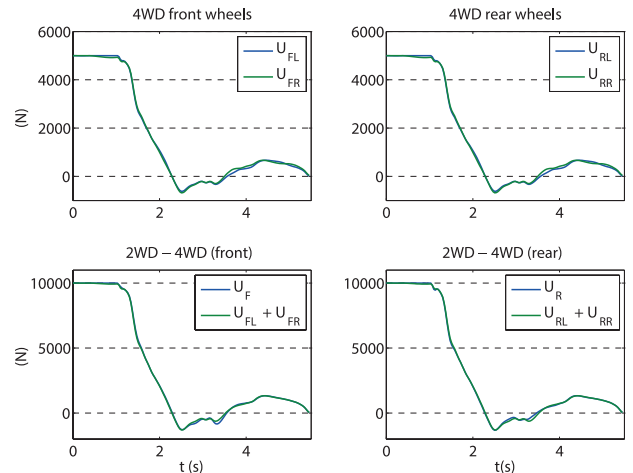 4WD front wheels
4WD rear wheels
6000
4000
2000
0
(N)
U_FL
U_FR
0
2
4
6000
4000
2000
0
U_RL
U_RR
0
2
4
2WD − 4WD (front)
2WD − 4WD (rear)
10000
5000
0
(N)
U_F
U_FL + U_FR
0
2
4
t (s)
10000
5000
0
U_R
U_RL + U_RR
0
2
4
t(s)